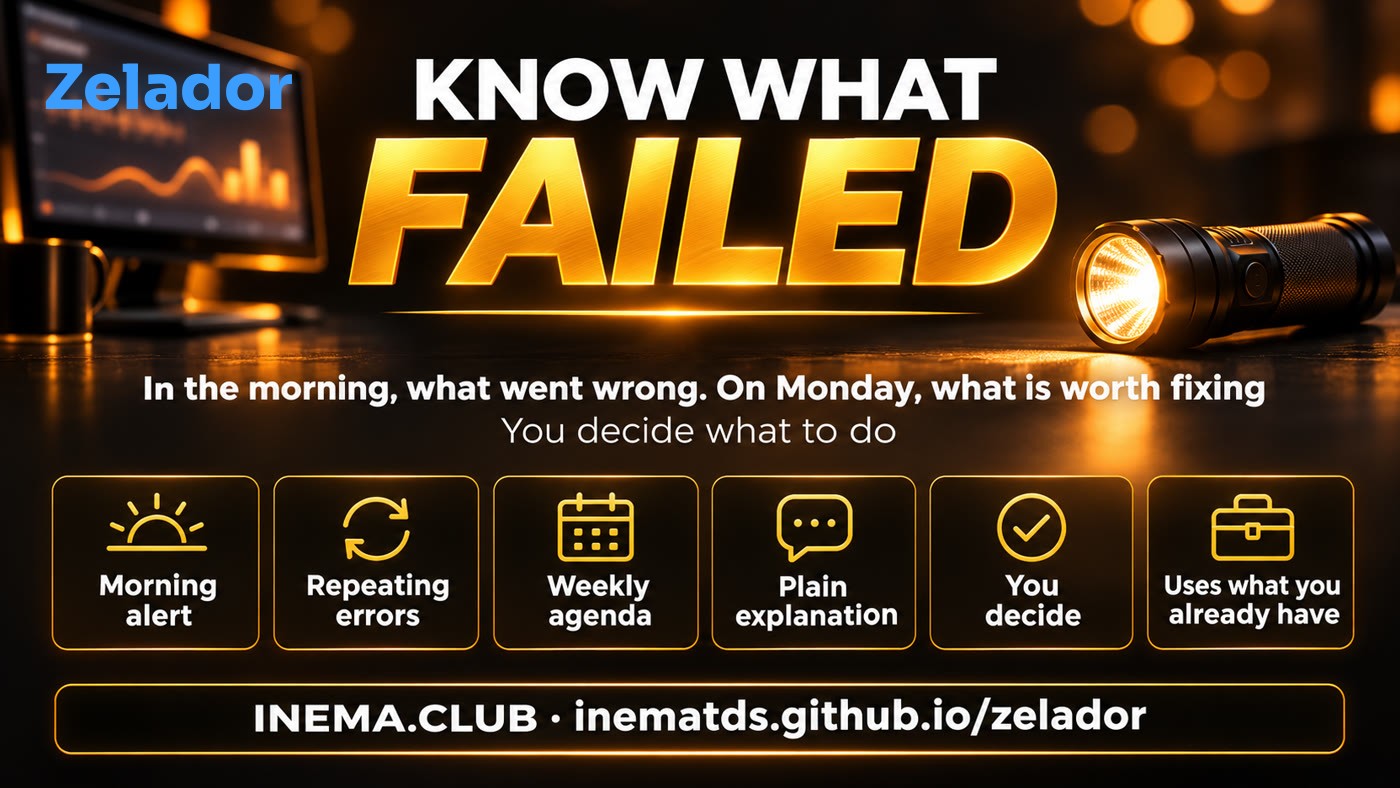 Zelador
KNOW WHAT
FAILED
In the morning, what went wrong. On Monday, what is worth fixing
You decide what to do
Morning
alert
Repeating
errors
Weekly
agenda
Plain
explanation
You
decide
Uses what you
already have
INEMA.CLUB · inematds.github.io/zelador